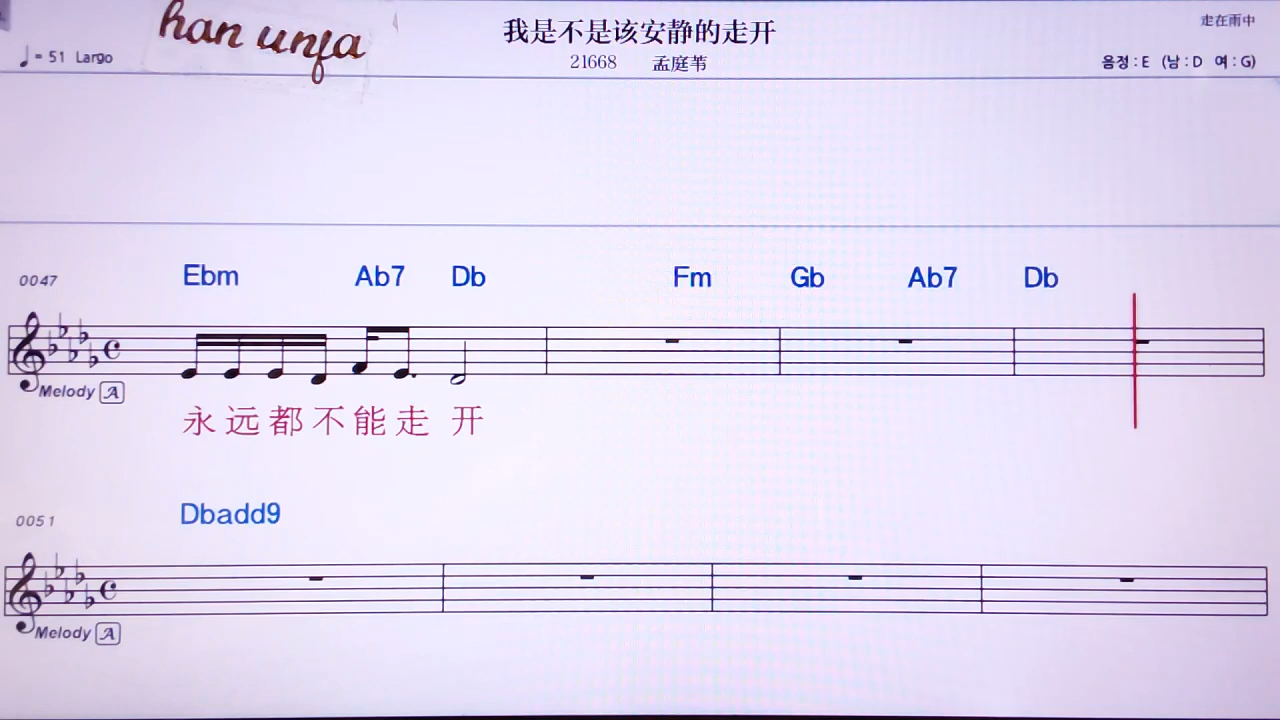 han unfa
我是不是该安静的走开
走在雨中
♩= 51 Largo
21668 孟庭苇
음정 : E (남 : D 여 : G)
0047
Ebm Ab7 Db Fm Gb Ab7 Db
Melody A
永远都不能走 开
0051
Dbadd9
Melody A